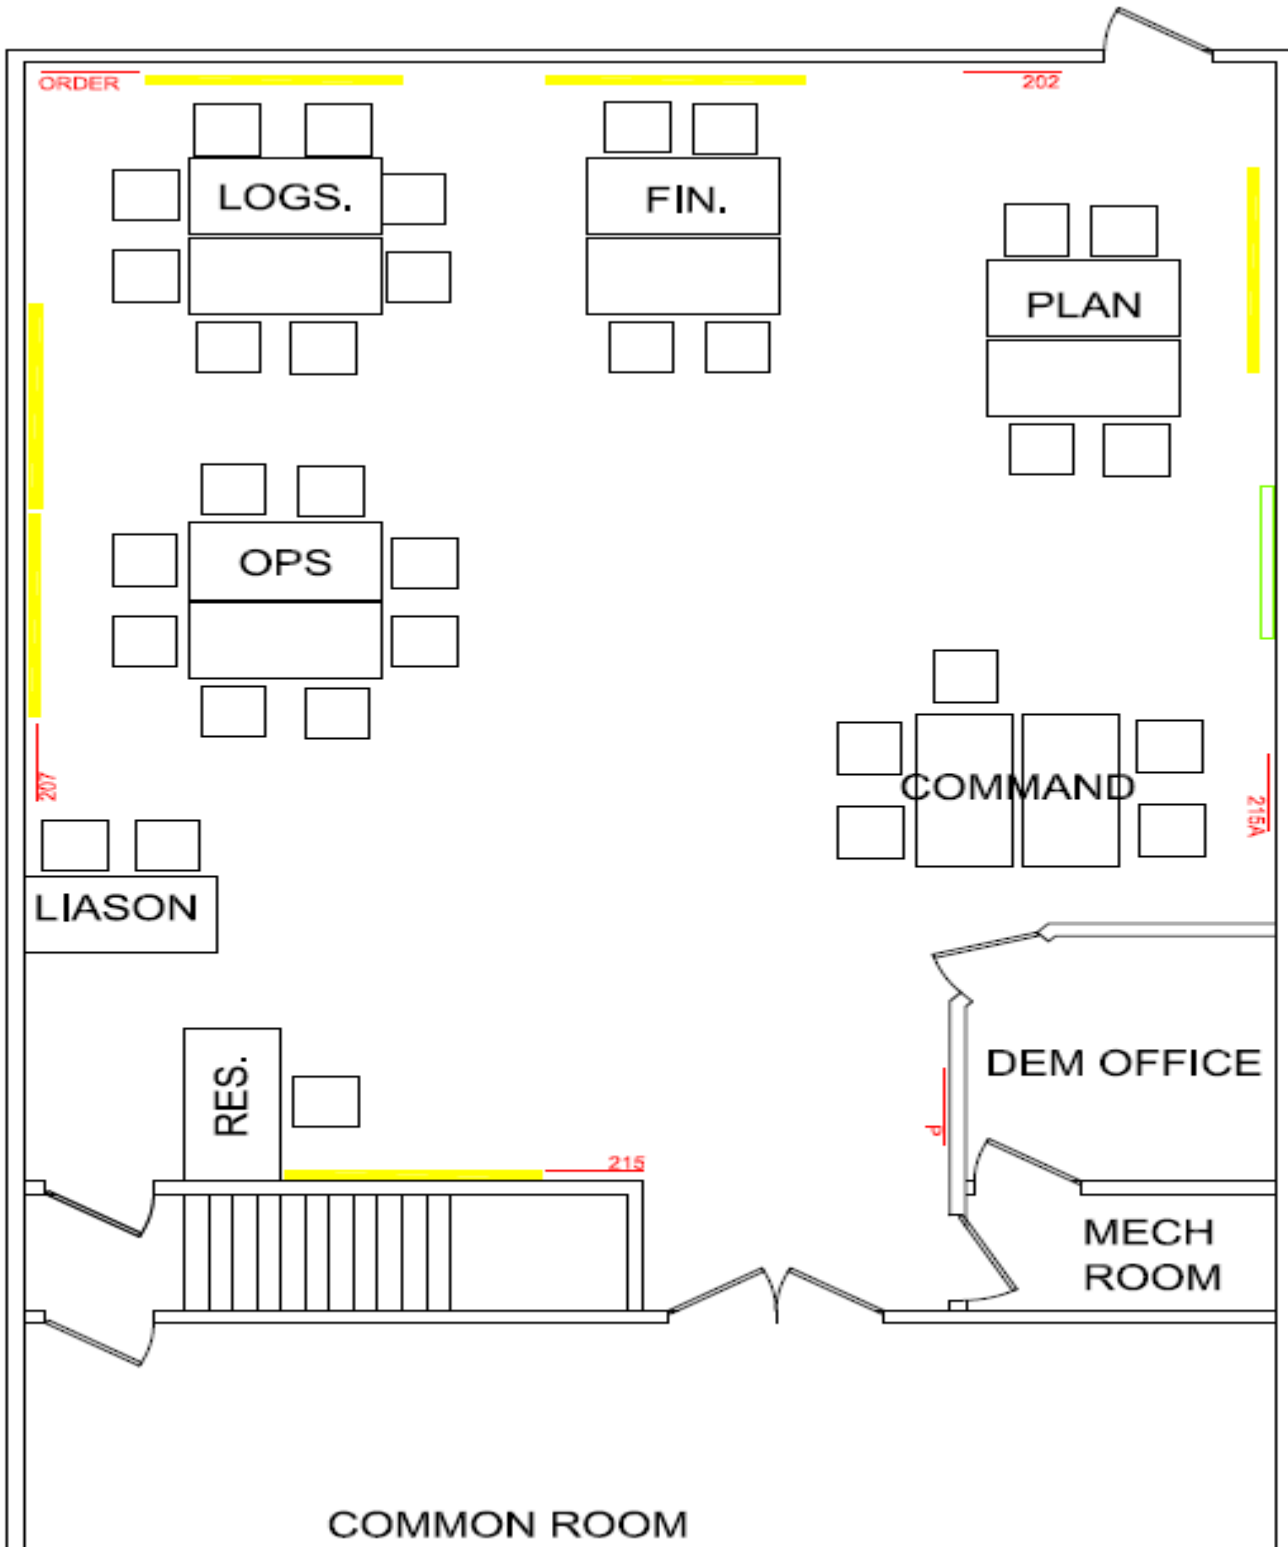 ORDER
202
LOGS.
FIN.
PLAN
OPS
207
COMMAND
215A
LIASON
RES.
DEM OFFICE
P
215
MECH
ROOM
COMMON ROOM